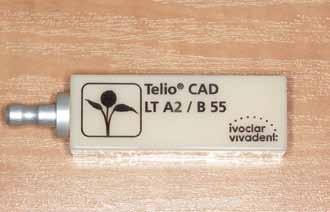 Telio® CAD
LT A2 / B 55
ivoclar
vivadent: